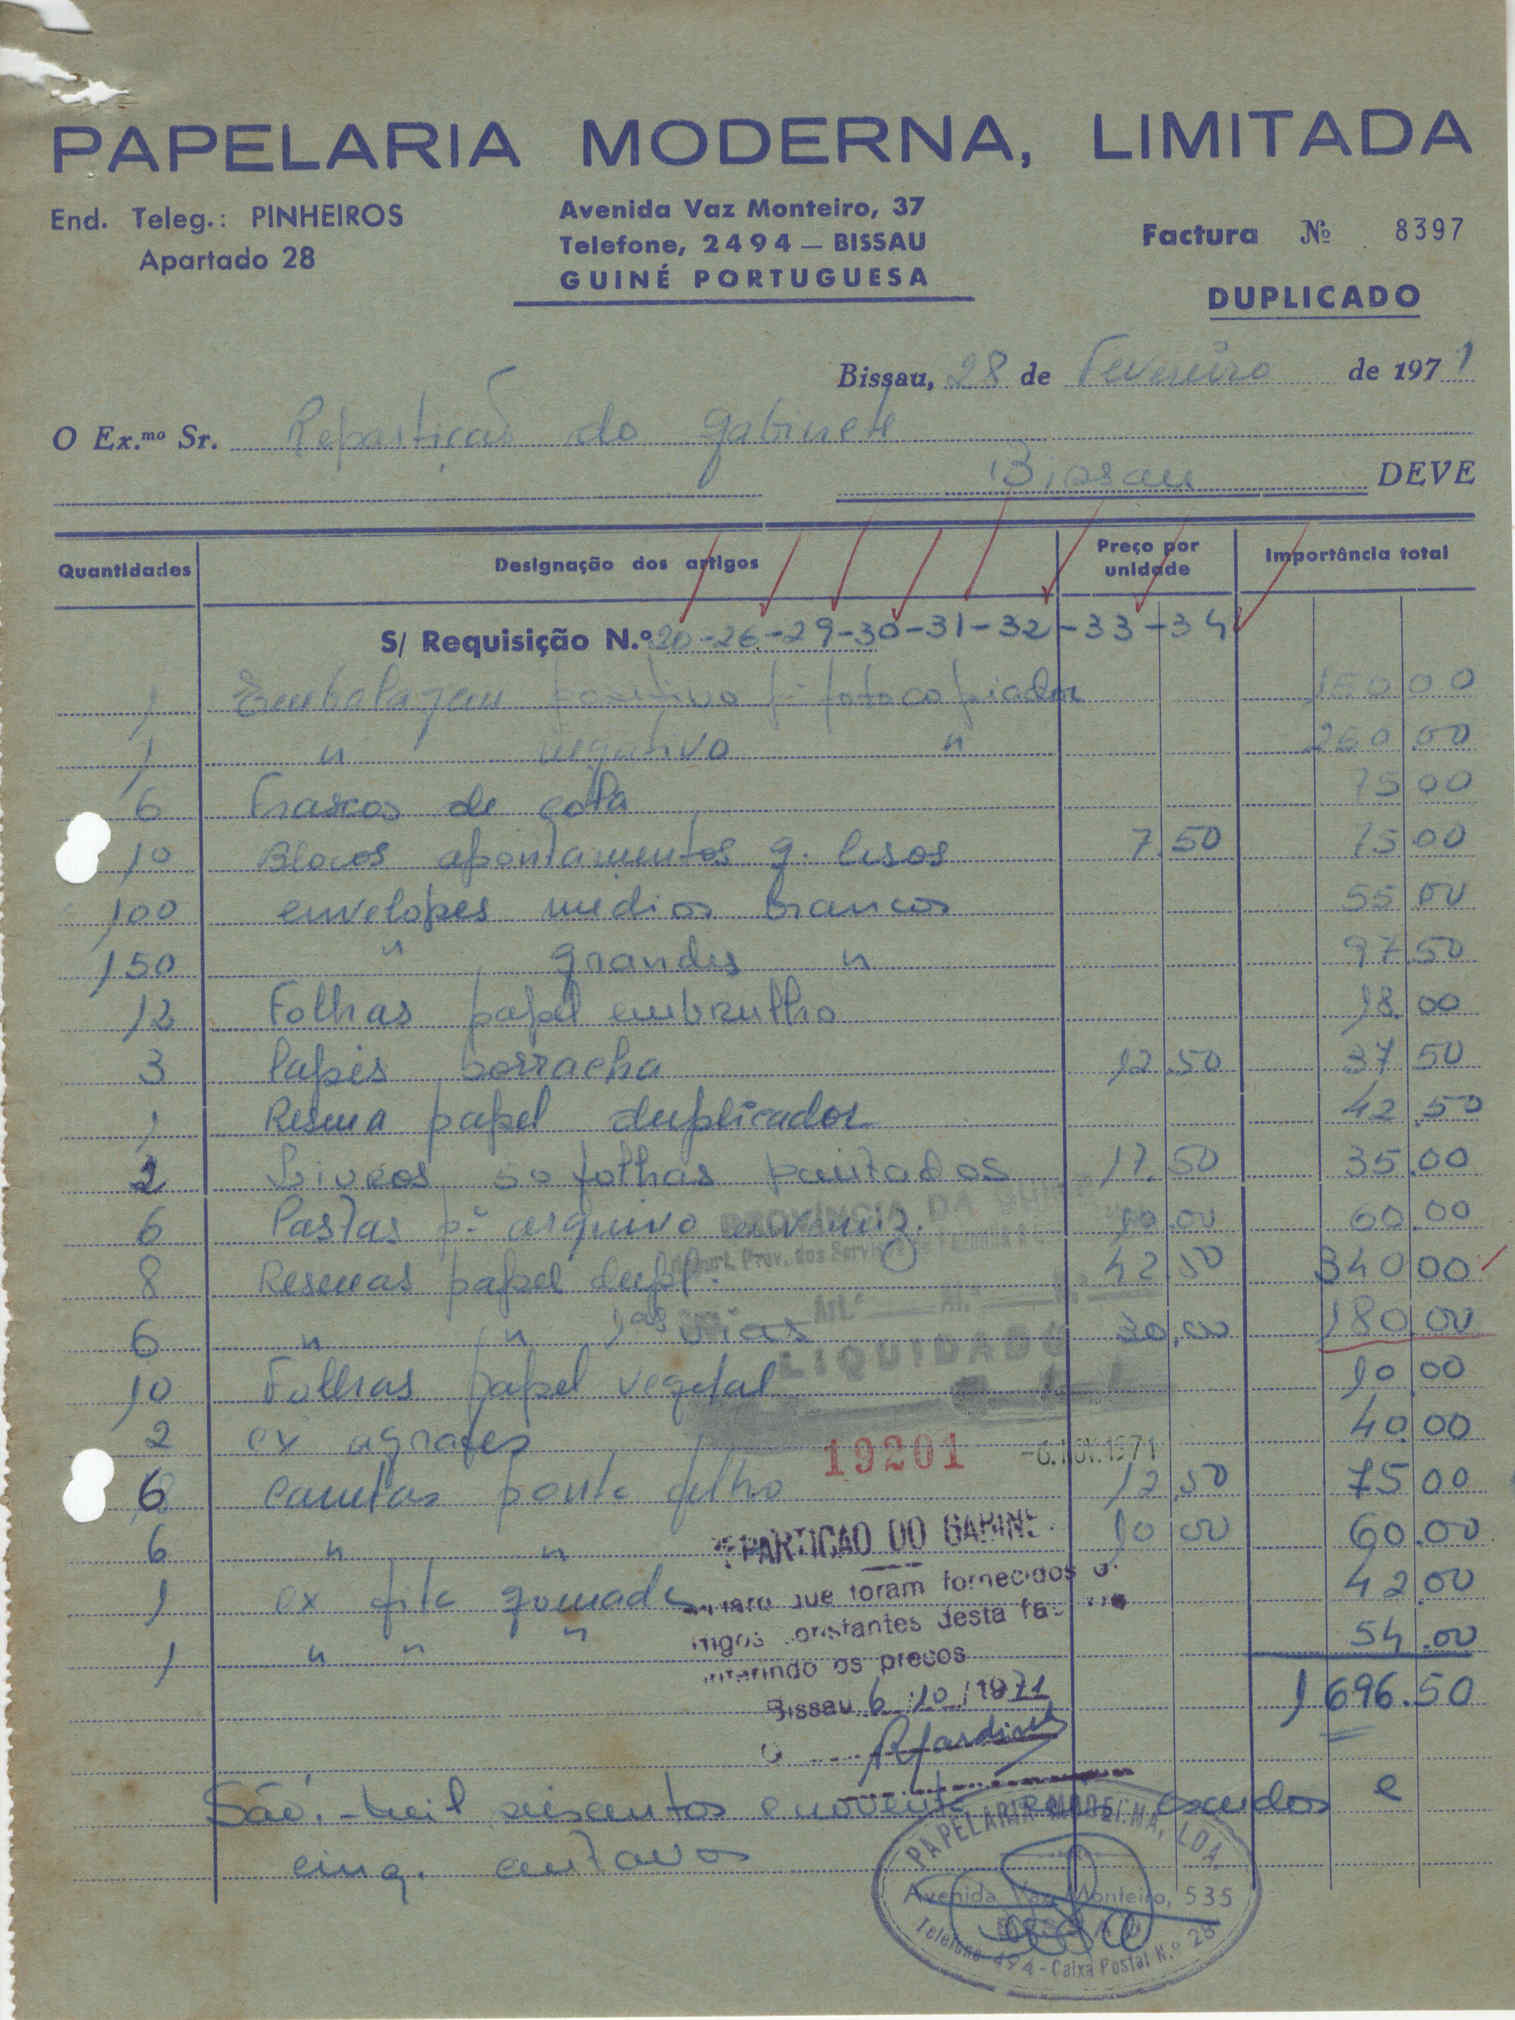 PAPELARIA MODERNA, LIMITADA
End. Teleg.: PINHEIROS
Apartado 28
Avenida Vaz Monteiro, 37
Telefone, 2494 — BISSAU
GUINÉ PORTUGUESA
Factura Nº 8397
DUPLICADO
Bissau, 28 de Fevereiro de 1971
O Ex.mo Sr. Repartição do gabinete
Bissau DEVE
Quantidades Designação dos artigos Preço por unidade Importância total
S/ Requisição N.º 20-26-29-30-31-32-33-34
1 Embalagem positivo p.ª fotocopiador 00
1 " negativo " 260.00
6 Frascos de cola 75 00
10 Blocos apontamentos g. lisos 7.50 75 00
100 envelopes médios brancos 55.00
150 " grandes " 97.50
12 Folhas papel embrulho 18.00
3 Lapis borracha 12.50 37 50
1 Resma papel duplicador 42.50
2 Livros 50 folhas pautados 17.50 35.00
6 Pastas p.ª arquivo 10.00 60.00
8 Resmas papel dupl. 42.50 340 00
6 " " 1as vias 30,00 180.00
10 Folhas papel vegetal 10 00
2 ex agrafes 40.00
6 Canetas ponta feltro 12.50 75 00
6 " " 10 00 60.00
1 ex fita gomada 42.00
1 " " " 54.00
1 696.50
PROVÍNCIA DA GUINÉ
LIQUIDADO
19201 -6.NOV.1971
PARTIÇÃO DO GABINE
que foram fornecidos
constantes desta fa
os preços
Bissau 6/10/1971
São: - mil seiscentos e noventa e seis escudos e
cinq. centavos
PAPELARIA MODERNA, LDA.
Avenida Vaz Monteiro, 535
Telefone 494 - Caixa Postal N.º 28